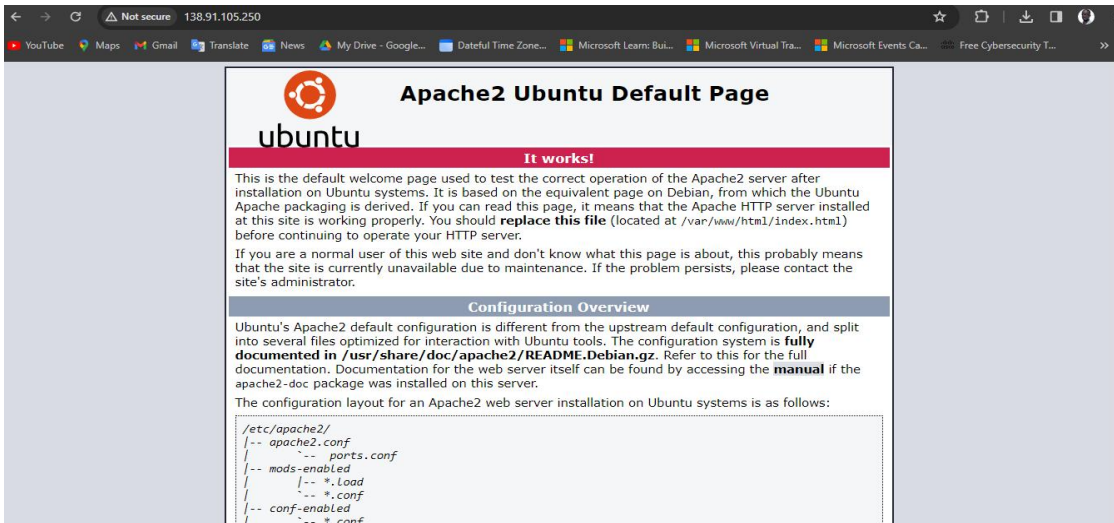 Not secure 138.91.105.250
YouTube Maps Gmail Translate News My Drive - Google... Dateful Time Zone... Microsoft Learn: Bui... Microsoft Virtual Tra... Microsoft Events Ca... Free Cybersecurity T... »
ubuntu
Apache2 Ubuntu Default Page
It works!
This is the default welcome page used to test the correct operation of the Apache2 server after
installation on Ubuntu systems. It is based on the equivalent page on Debian, from which the Ubuntu
Apache packaging is derived. If you can read this page, it means that the Apache HTTP server installed
at this site is working properly. You should replace this file (located at /var/www/html/index.html)
before continuing to operate your HTTP server.
If you are a normal user of this web site and don't know what this page is about, this probably means
that the site is currently unavailable due to maintenance. If the problem persists, please contact the
site's administrator.
Configuration Overview
Ubuntu's Apache2 default configuration is different from the upstream default configuration, and split
into several files optimized for interaction with Ubuntu tools. The configuration system is fully
documented in /usr/share/doc/apache2/README.Debian.gz. Refer to this for the full
documentation. Documentation for the web server itself can be found by accessing the manual if the
apache2-doc package was installed on this server.
The configuration layout for an Apache2 web server installation on Ubuntu systems is as follows:
/etc/apache2/
|-- apache2.conf
|       `--  ports.conf
|-- mods-enabled
|       |-- *.load
|       `-- *.conf
|-- conf-enabled
|       `-- *.conf